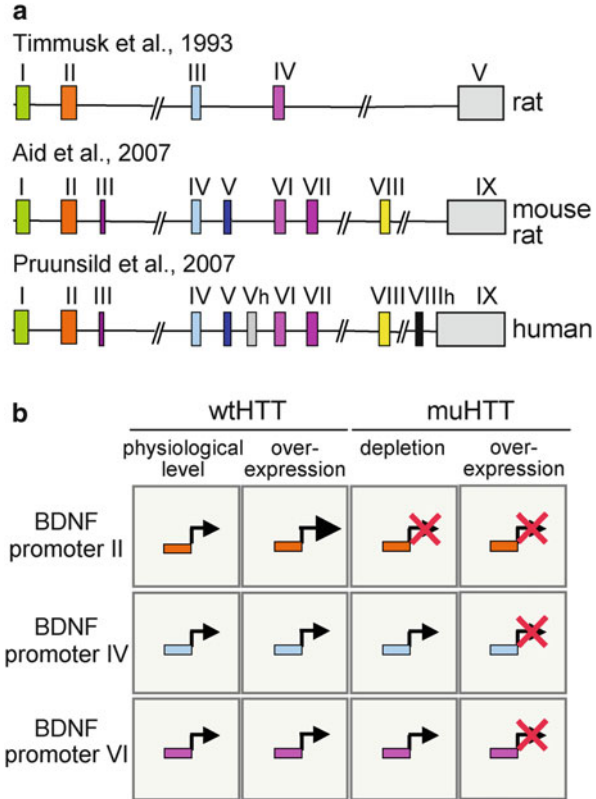 a
Timmusk et al., 1993
I II III IV V
rat
Aid et al., 2007
I II III IV V VI VII VIII IX
mouse
rat
Pruunsild et al., 2007
I II III IV V Vh VI VII VIII VIIIh IX
human
b
wtHTT muHTT
physiological level over-expression depletion over-expression
BDNF
promoter II
BDNF
promoter IV
BDNF
promoter VI